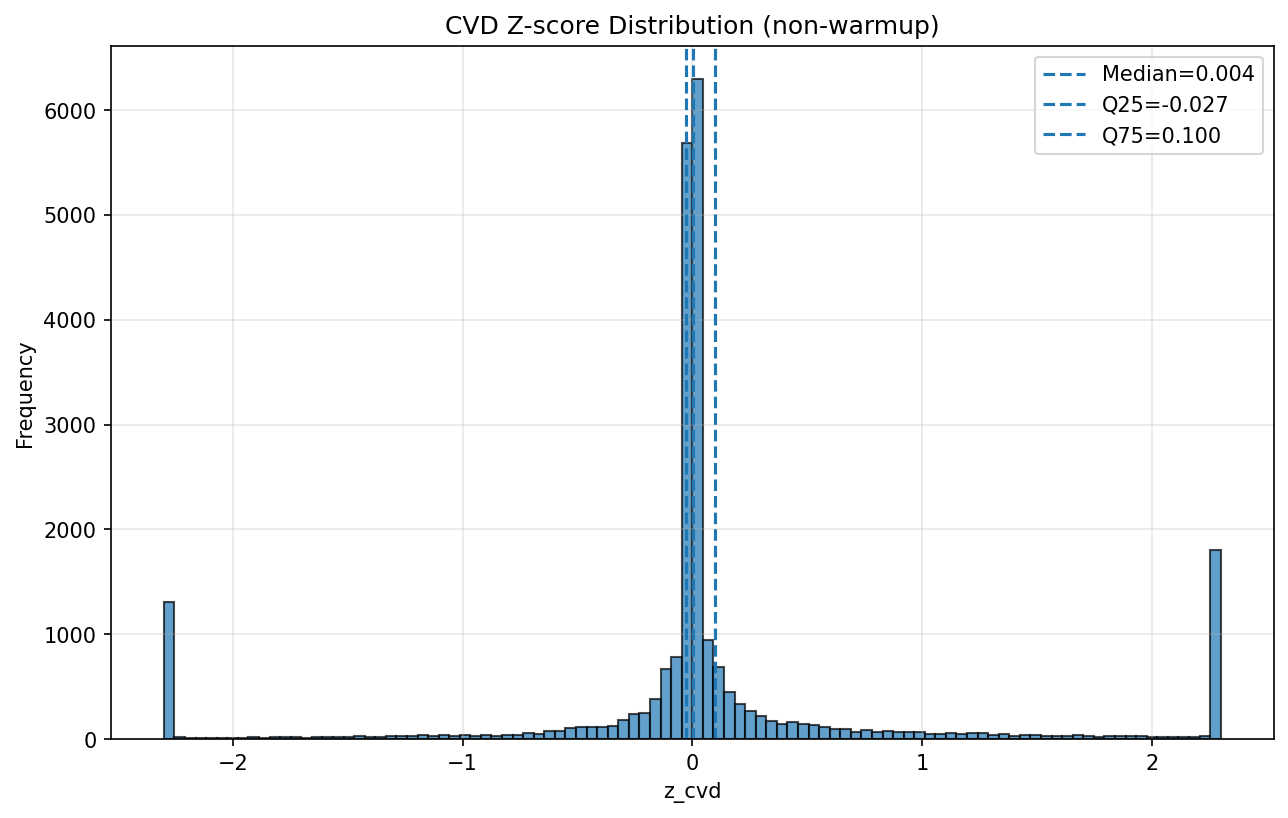 CVD Z-score Distribution (non-warmup)
Median=0.004
Q25=-0.027
Q75=0.100
6000
5000
4000
3000
2000
1000
0
Frequency
−2
−1
0
1
2
z_cvd